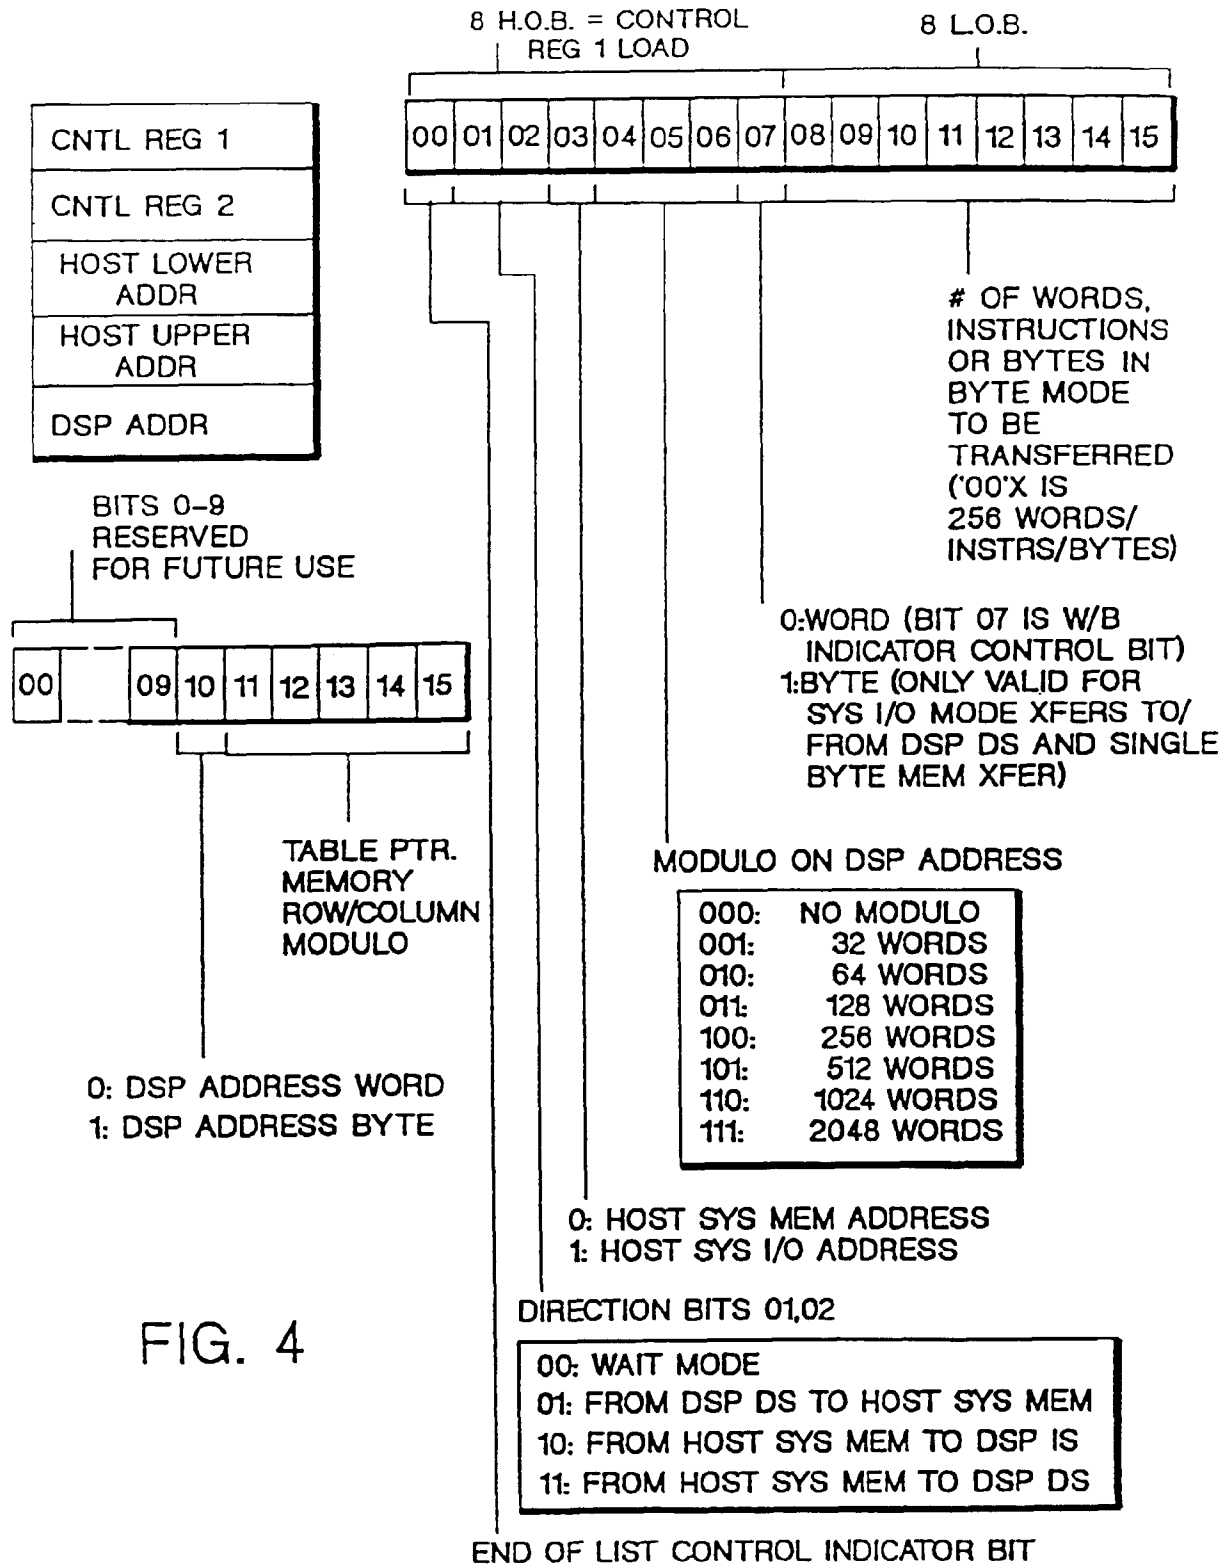 8 H.O.B. = CONTROL
REG 1 LOAD
8 L.O.B.
00 01 02 03 04 05 06 07 08 09 10 11 12 13 14 15
CNTL REG 1
CNTL REG 2
HOST LOWER
ADDR
HOST UPPER
ADDR
DSP ADDR
# OF WORDS,
INSTRUCTIONS
OR BYTES IN
BYTE MODE
TO BE
TRANSFERRED
('00'X IS
256 WORDS/
INSTRS/BYTES)
BITS 0-9
RESERVED
FOR FUTURE USE
00 09 10 11 12 13 14 15
0:WORD (BIT 07 IS W/B
INDICATOR CONTROL BIT)
1:BYTE (ONLY VALID FOR
SYS I/O MODE XFERS TO/
FROM DSP DS AND SINGLE
BYTE MEM XFER)
TABLE PTR.
MEMORY
ROW/COLUMN
MODULO
MODULO ON DSP ADDRESS
000: NO MODULO
001: 32 WORDS
010: 64 WORDS
011: 128 WORDS
100: 256 WORDS
101: 512 WORDS
110: 1024 WORDS
111: 2048 WORDS
0: DSP ADDRESS WORD
1: DSP ADDRESS BYTE
0: HOST SYS MEM ADDRESS
1: HOST SYS I/O ADDRESS
DIRECTION BITS 01,02
00: WAIT MODE
01: FROM DSP DS TO HOST SYS MEM
10: FROM HOST SYS MEM TO DSP IS
11: FROM HOST SYS MEM TO DSP DS
FIG. 4
END OF LIST CONTROL INDICATOR BIT